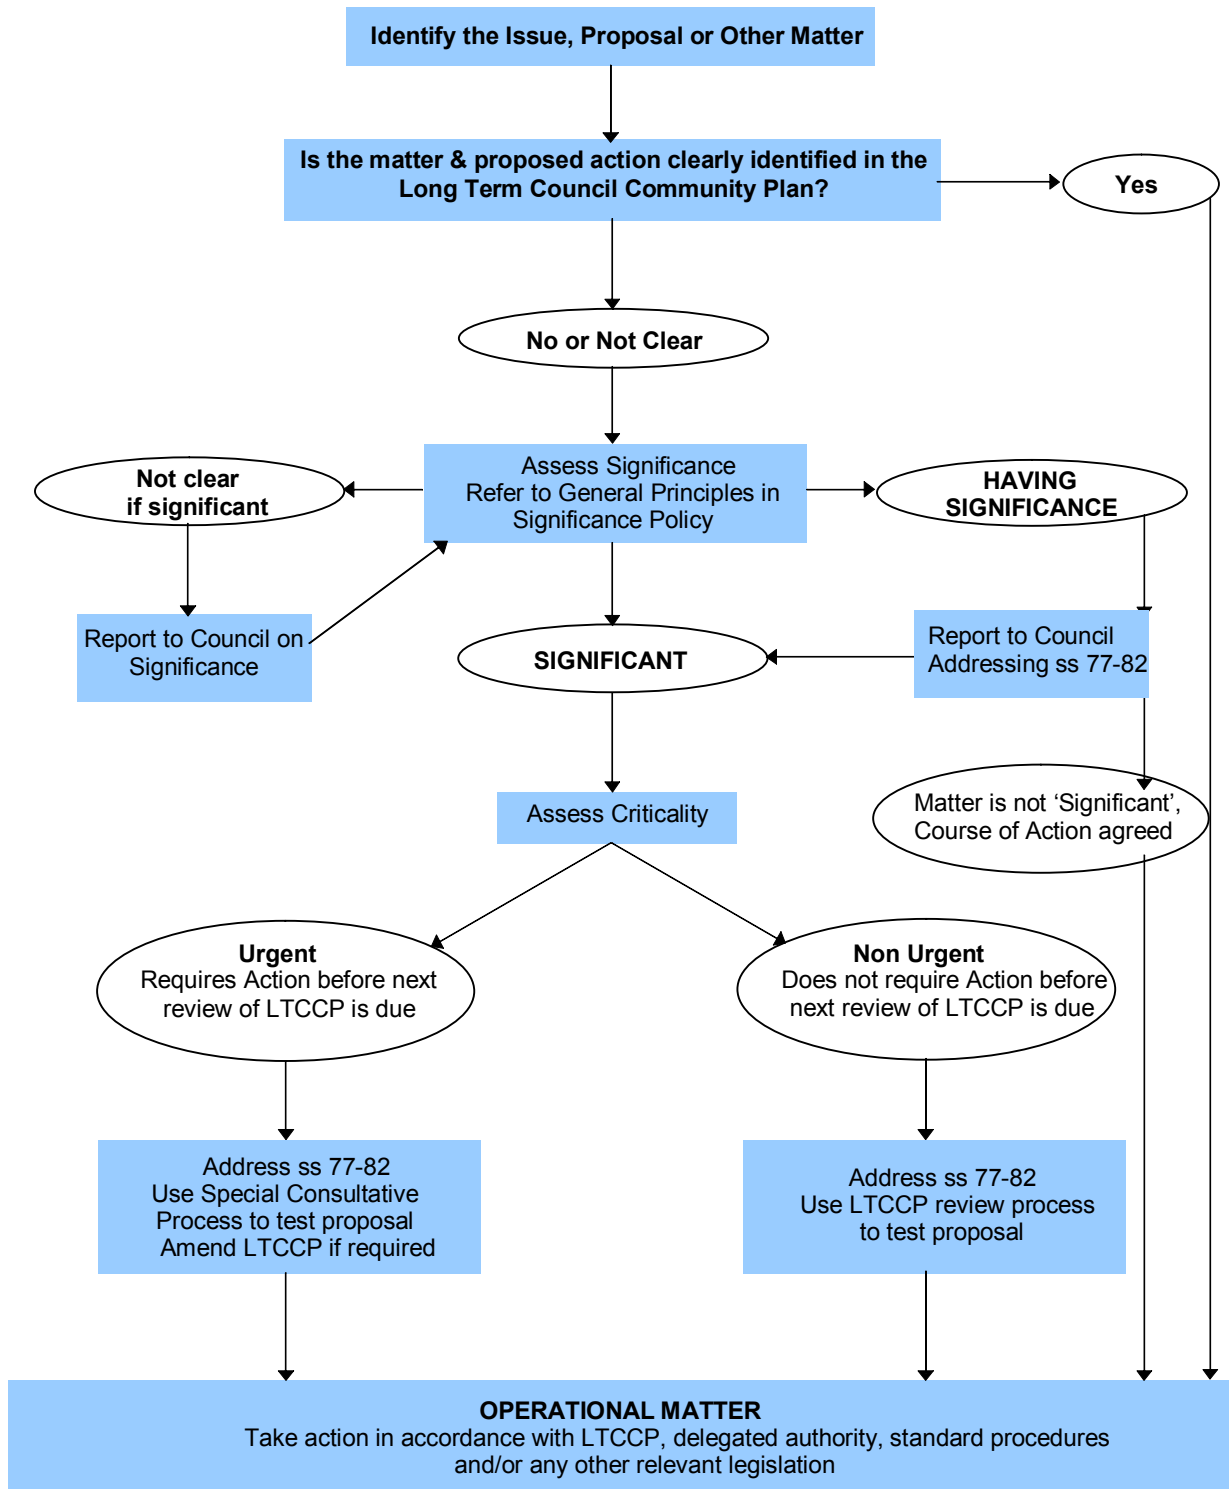 Identify the Issue, Proposal or Other Matter
Is the matter & proposed action clearly identified in the
Long Term Council Community Plan?
Yes
No or Not Clear
Not clear
if significant
Assess Significance
Refer to General Principles in
Significance Policy
HAVING
SIGNIFICANCE
Report to Council on
Significance
SIGNIFICANT
Report to Council
Addressing ss 77-82
Matter is not ‘Significant’,
Course of Action agreed
Assess Criticality
Urgent
Requires Action before next
review of LTCCP is due
Non Urgent
Does not require Action before
next review of LTCCP is due
Address ss 77-82
Use Special Consultative
Process to test proposal
Amend LTCCP if required
Address ss 77-82
Use LTCCP review process
to test proposal
OPERATIONAL MATTER
Take action in accordance with LTCCP, delegated authority, standard procedures
and/or any other relevant legislation